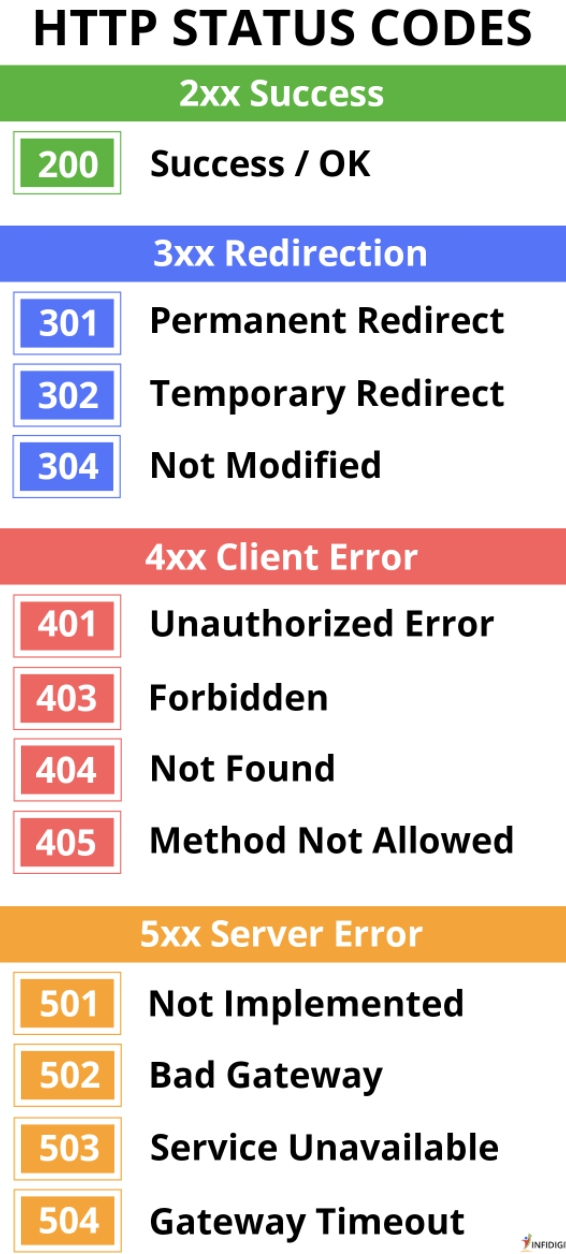 HTTP STATUS CODES
2xx Success
200 Success / OK
3xx Redirection
301 Permanent Redirect
302 Temporary Redirect
304 Not Modified
4xx Client Error
401 Unauthorized Error
403 Forbidden
404 Not Found
405 Method Not Allowed
5xx Server Error
501 Not Implemented
502 Bad Gateway
503 Service Unavailable
504 Gateway Timeout
INFIDIGI